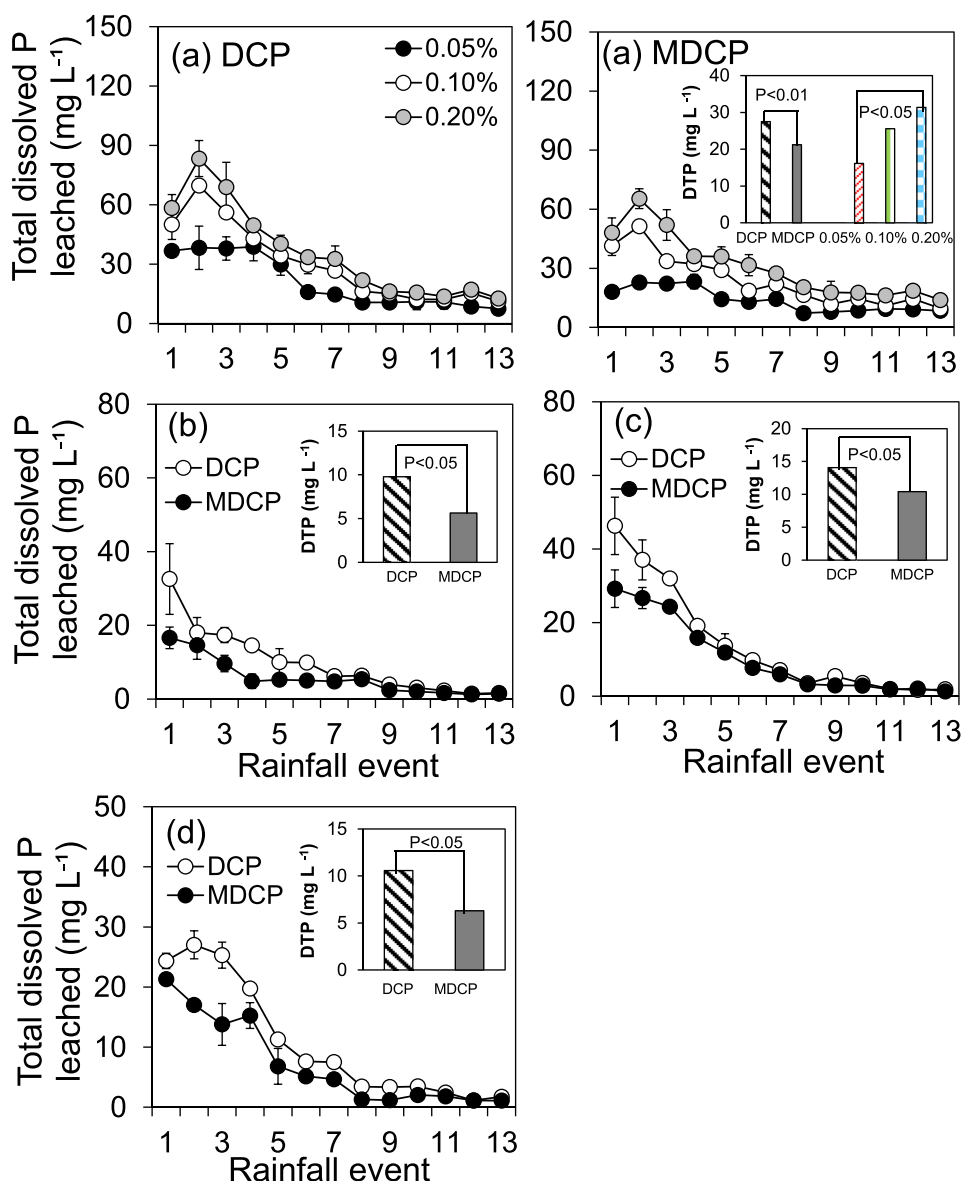 Total dissolved P
leached (mg L⁻¹)
150
120
90
60
30
0
(a) DCP
0.05%
0.10%
0.20%
1 3 5 7 9 11 13
150
120
90
60
30
0
(a) MDCP
DTP (mg L ⁻¹)
40
30
20
10
0
P<0.01
P<0.05
DCP MDCP 0.05% 0.10% 0.20%
1 3 5 7 9 11 13
Total dissolved P
leached (mg L⁻¹)
80
60
40
20
0
(b)
DCP
MDCP
DTP (mg L ⁻¹)
15
10
5
0
P<0.05
DCP MDCP
1 3 5 7 9 11 13
Rainfall event
80
60
40
20
0
(c)
DCP
MDCP
DTP (mg L ⁻¹)
20
15
10
5
0
P<0.05
DCP MDCP
1 3 5 7 9 11 13
Rainfall event
Total dissolved P
leached (mg L⁻¹)
50
40
30
20
10
0
(d)
DCP
MDCP
DTP (mg L ⁻¹)
15
10
5
0
P<0.05
DCP MDCP
1 3 5 7 9 11 13
Rainfall event